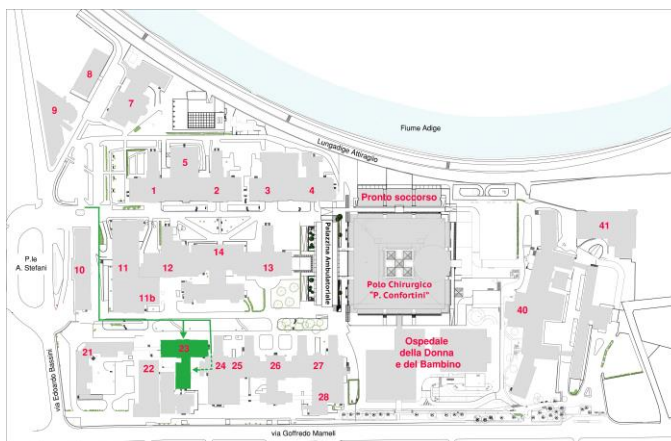 8
9
7
Fiume Adige
Lungadige Attiraglio
5
1
2
3
4
Pronto soccorso
41
P.le
A. Stefani
10
11
12
14
13
11b
Palazzina Ambulatoriale
Polo Chirurgico
"P. Confortini"
40
via Edoardo Bassini
21
22
23
24
25
26
27
28
Ospedale
della Donna
e del Bambino
via Goffredo Mameli